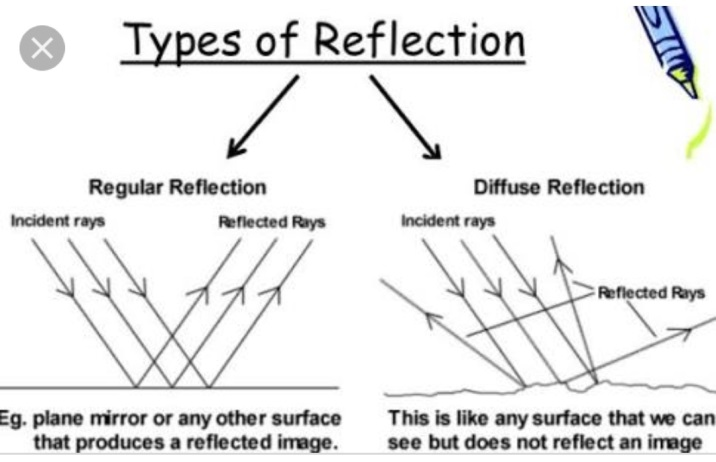 Types of Reflection
Regular Reflection
Incident rays
Reflected Rays
Eg. plane mirror or any other surface
that produces a reflected image.
Diffuse Reflection
Incident rays
Reflected Rays
This is like any surface that we can
see but does not reflect an image